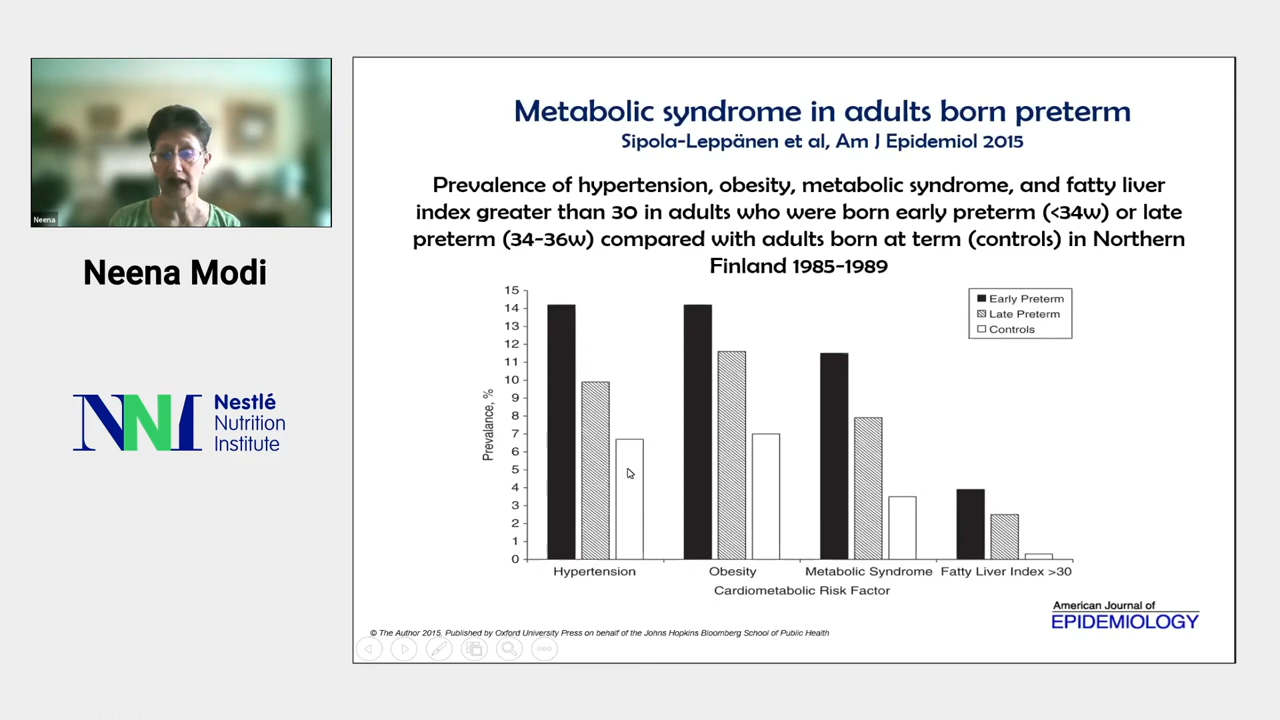 Neena
Neena Modi
NNI Nestlé
Nutrition
Institute
Metabolic syndrome in adults born preterm
Sipola-Leppänen et al, Am J Epidemiol 2015
Prevalence of hypertension, obesity, metabolic syndrome, and fatty liver
index greater than 30 in adults who were born early preterm (<34w) or late
preterm (34-36w) compared with adults born at term (controls) in Northern
Finland 1985-1989
Prevalance, %
15
14
13
12
11
10
9
8
7
6
5
4
3
2
1
0
Early Preterm
Late Preterm
Controls
Hypertension Obesity Metabolic Syndrome Fatty Liver Index >30
Cardiometabolic Risk Factor
American Journal of
EPIDEMIOLOGY
© The Author 2015. Published by Oxford University Press on behalf of the Johns Hopkins Bloomberg School of Public Health